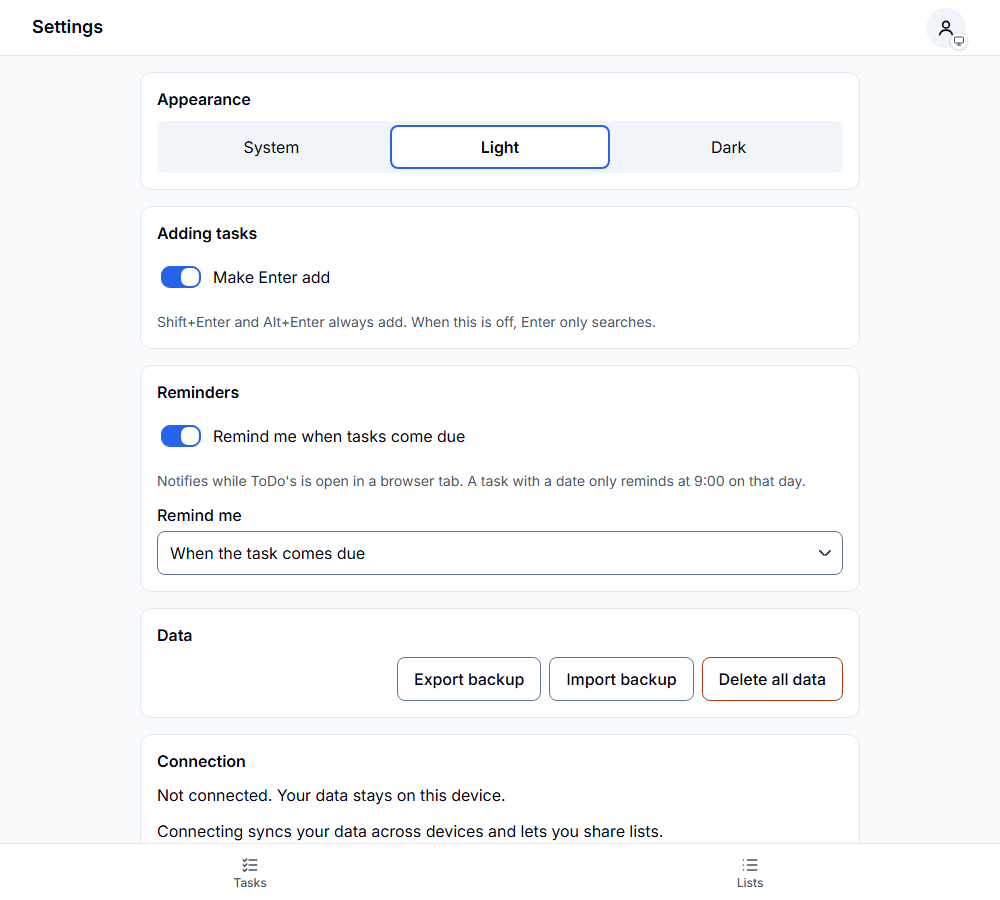 Settings
Appearance
System
Light
Dark
Adding tasks
Make Enter add
Shift+Enter and Alt+Enter always add. When this is off, Enter only searches.
Reminders
Remind me when tasks come due
Notifies while ToDo's is open in a browser tab. A task with a date only reminds at 9:00 on that day.
Remind me
When the task comes due
Data
Export backup
Import backup
Delete all data
Connection
Not connected. Your data stays on this device.
Connecting syncs your data across devices and lets you share lists.
Tasks
Lists